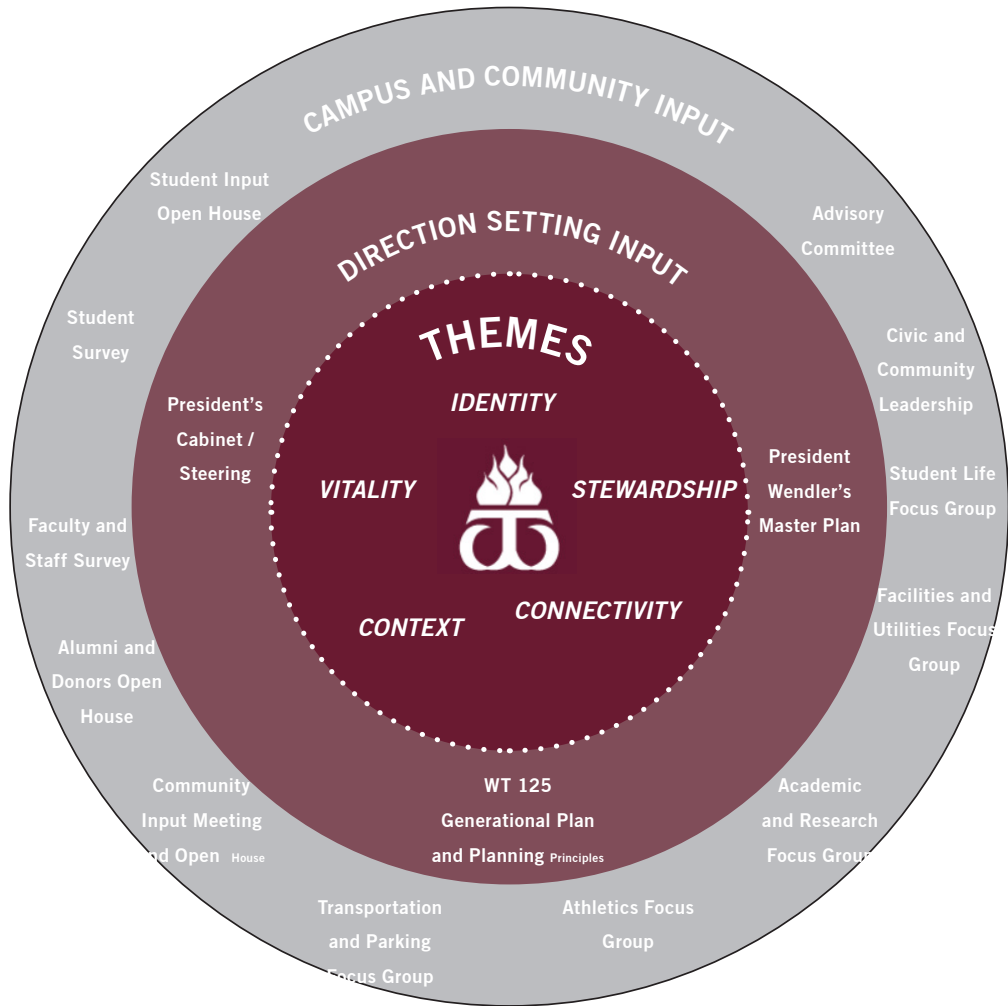 CAMPUS AND COMMUNITY INPUT
Student Input
Open House
Advisory
Committee
DIRECTION SETTING INPUT
Student
Survey
Civic and
Community
Leadership
THEMES
IDENTITY
President's
Cabinet /
Steering
VITALITY
STEWARDSHIP
President
Wendler's
Master Plan
Student Life
Focus Group
Faculty and
Staff Survey
Facilities and
Utilities Focus
Group
CONTEXT
CONNECTIVITY
Alumni and
Donors Open
House
Community
Input Meeting
nd Open House
WT 125
Generational Plan
and Planning Principles
Academic
and Research
Focus Group
Transportation
and Parking
Focus Group
Athletics Focus
Group